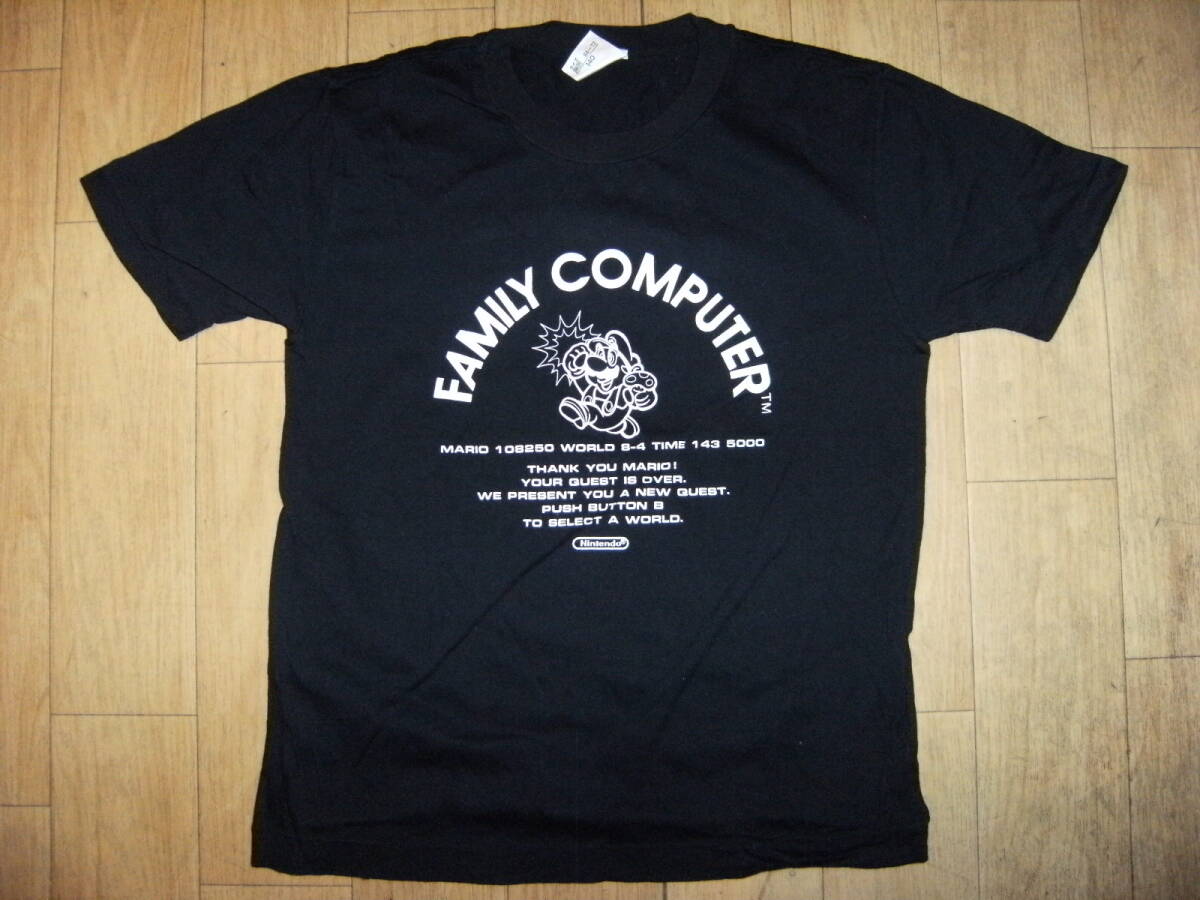 140
FAMILY COMPUTER™
MARIO 108250 WORLD 8-4 TIME 143 5000
THANK YOU MARIO!
YOUR QUEST IS OVER.
WE PRESENT YOU A NEW QUEST.
PUSH BUTTON B
TO SELECT A WORLD.
Nintendo®